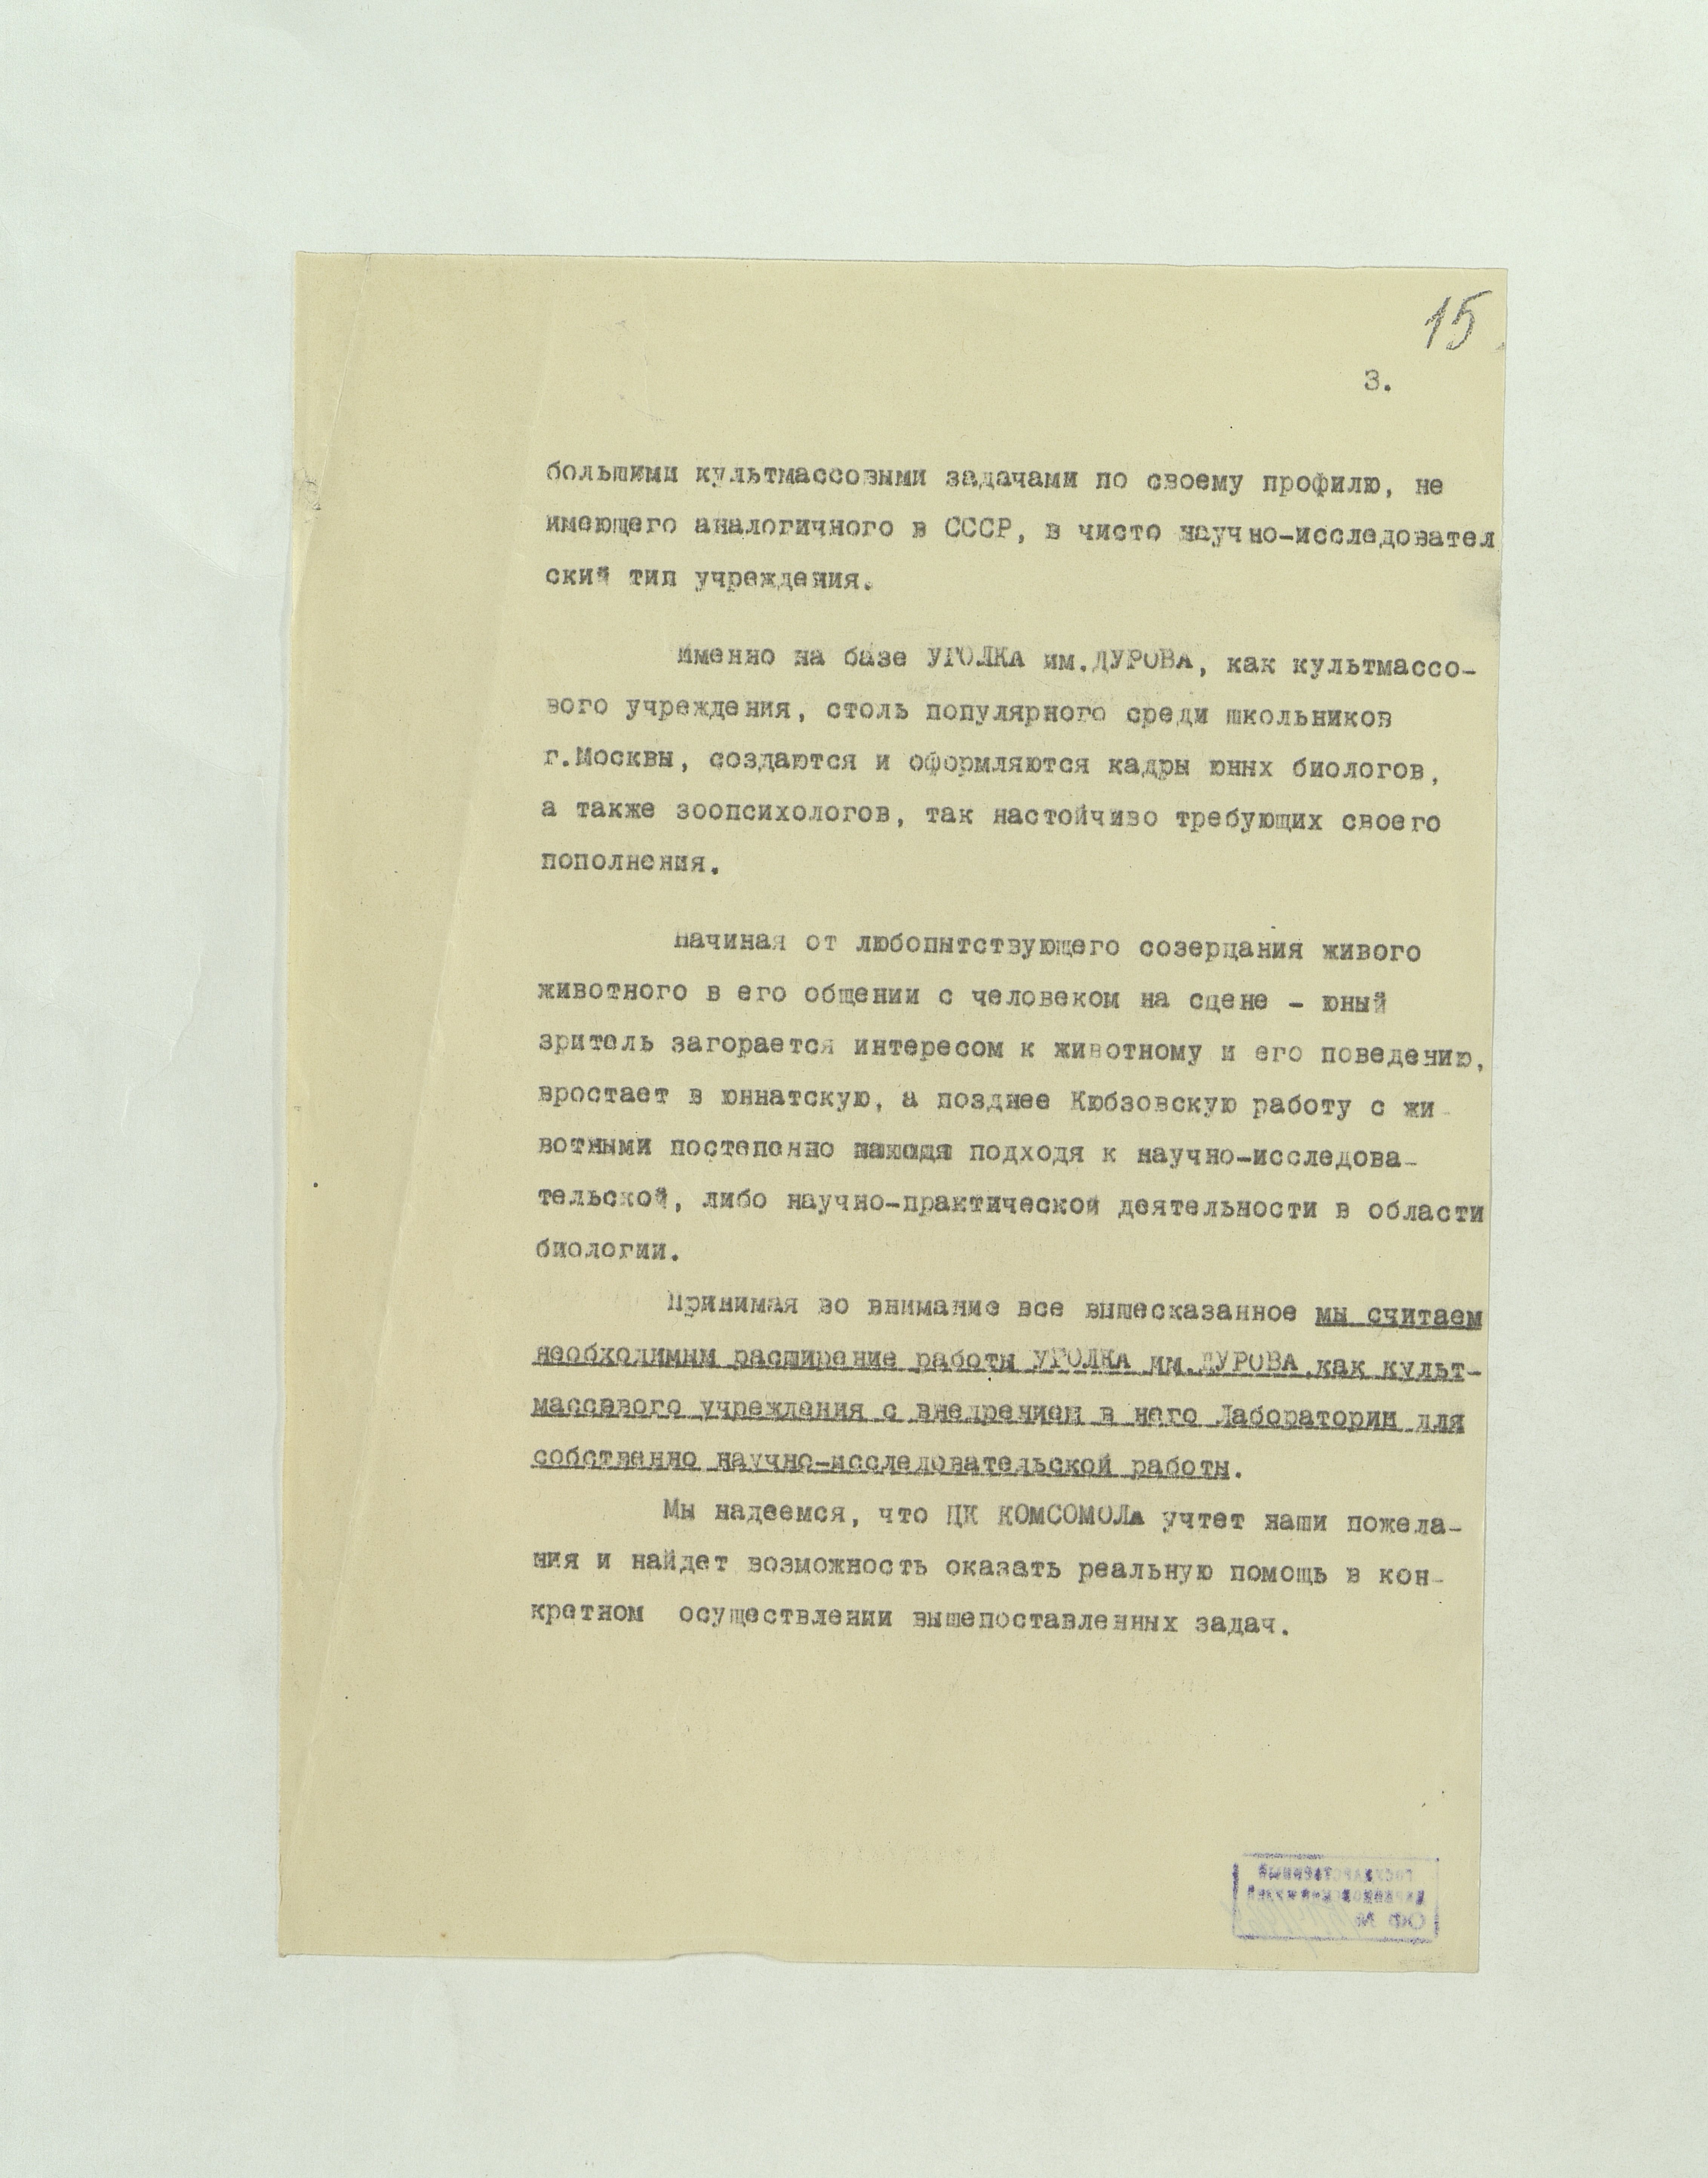 15
3.
большими культмассовыми задачами по своему профилю, не
имеющего аналогичного в СССР, в чисто научно-исследовател
ский тип учреждения.
Именно на базе УГОЛКА им.ДУРОВА, как культмассо-
вого учреждения, столь популярного среди школьников
г.Москвы, создаются и оформляются кадры юных биологов,
а также зоопсихологов, так настойчиво требующих своего
пополнения.
Начиная от любопытствующего созерцания живого
животного в его общении с человеком на сцене - юный
зритель загорается интересом к животному и его поведению,
вростает в юннатскую, а позднее Кюбзовскую работу с жи-
вотными постепенно подходя к научно-исследова-
тельской, либо научно-практической деятельности в области
биологии.
Принимая во внимание все вышесказанное мы считаем
необходимым расширение работы УГОЛКА им.ДУРОВА,как культ-
массового учреждения с внедрением в него Лаборатории для
собственно научно-исследовательской работы.
Мы надеемся, что ЦК КОМСОМОЛа учтет наши пожела-
ния и найдет возможность оказать реальную помощь в кон-
кретном осуществлении вышепоставленных задач.
ГОСУДАРСТВЕННЫЙ
ДАРВИНОВСКИЙ МУЗЕЙ
ОФ №